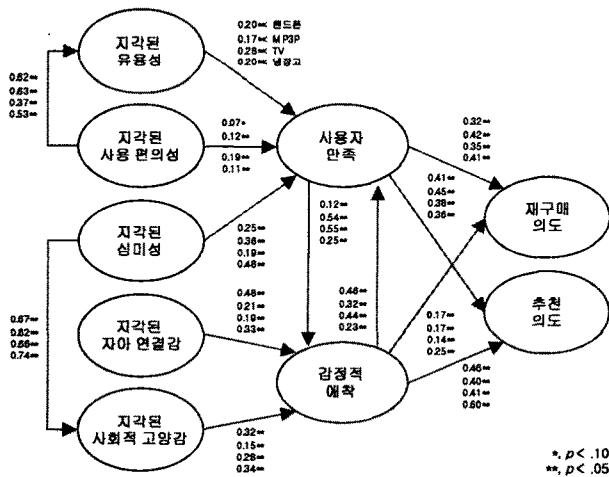 지각된
유용성
0.20** 핸드폰
0.17** MP3P
0.28** TV
0.20** 냉장고
0.62**
0.63**
0.37**
0.53**
지각된
사용 편의성
0.07*
0.12**
0.19**
0.11**
사용자
만족
0.32**
0.42**
0.35**
0.41**
0.41**
0.45**
0.38**
0.36**
재구매
의도
지각된
심미성
0.25**
0.36**
0.19**
0.48**
0.12**
0.54**
0.55**
0.25**
0.67**
0.62**
0.66**
0.74**
지각된
자아 연결감
0.48**
0.21**
0.19**
0.33**
0.46**
0.32**
0.44**
0.23**
0.17**
0.17**
0.14**
0.25**
추천
의도
감정적
애착
0.46**
0.40**
0.41**
0.60**
지각된
사회적 고양감
0.32**
0.15**
0.28**
0.34**
*, p< .10
**, p< .05